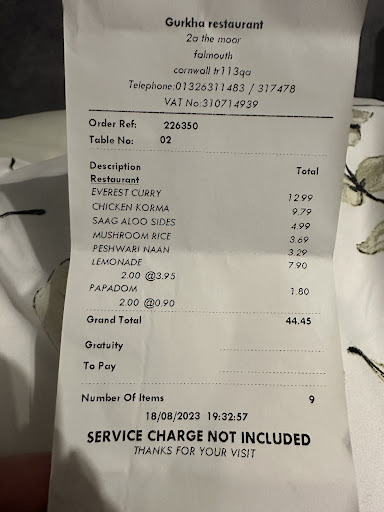 Gurkha restaurant
2a the moor
falmouth
cornwall tr113qa
Telephone:01326311483 / 317478
VAT No:310714939
Order Ref: 226350
Table No: 02
Description Total
Restaurant
EVEREST CURRY 12.99
CHICKEN KORMA 9.79
SAAG ALOO SIDES 4.99
MUSHROOM RICE 3.69
PESHWARI NAAN 3.29
LEMONADE 7.90
2.00 @3.95
PAPADOM 1.80
2.00 @0.90
Grand Total 44.45
Gratuity
To Pay
Number Of Items 9
18/08/2023 19:32:57
SERVICE CHARGE NOT INCLUDED
THANKS FOR YOUR VISIT